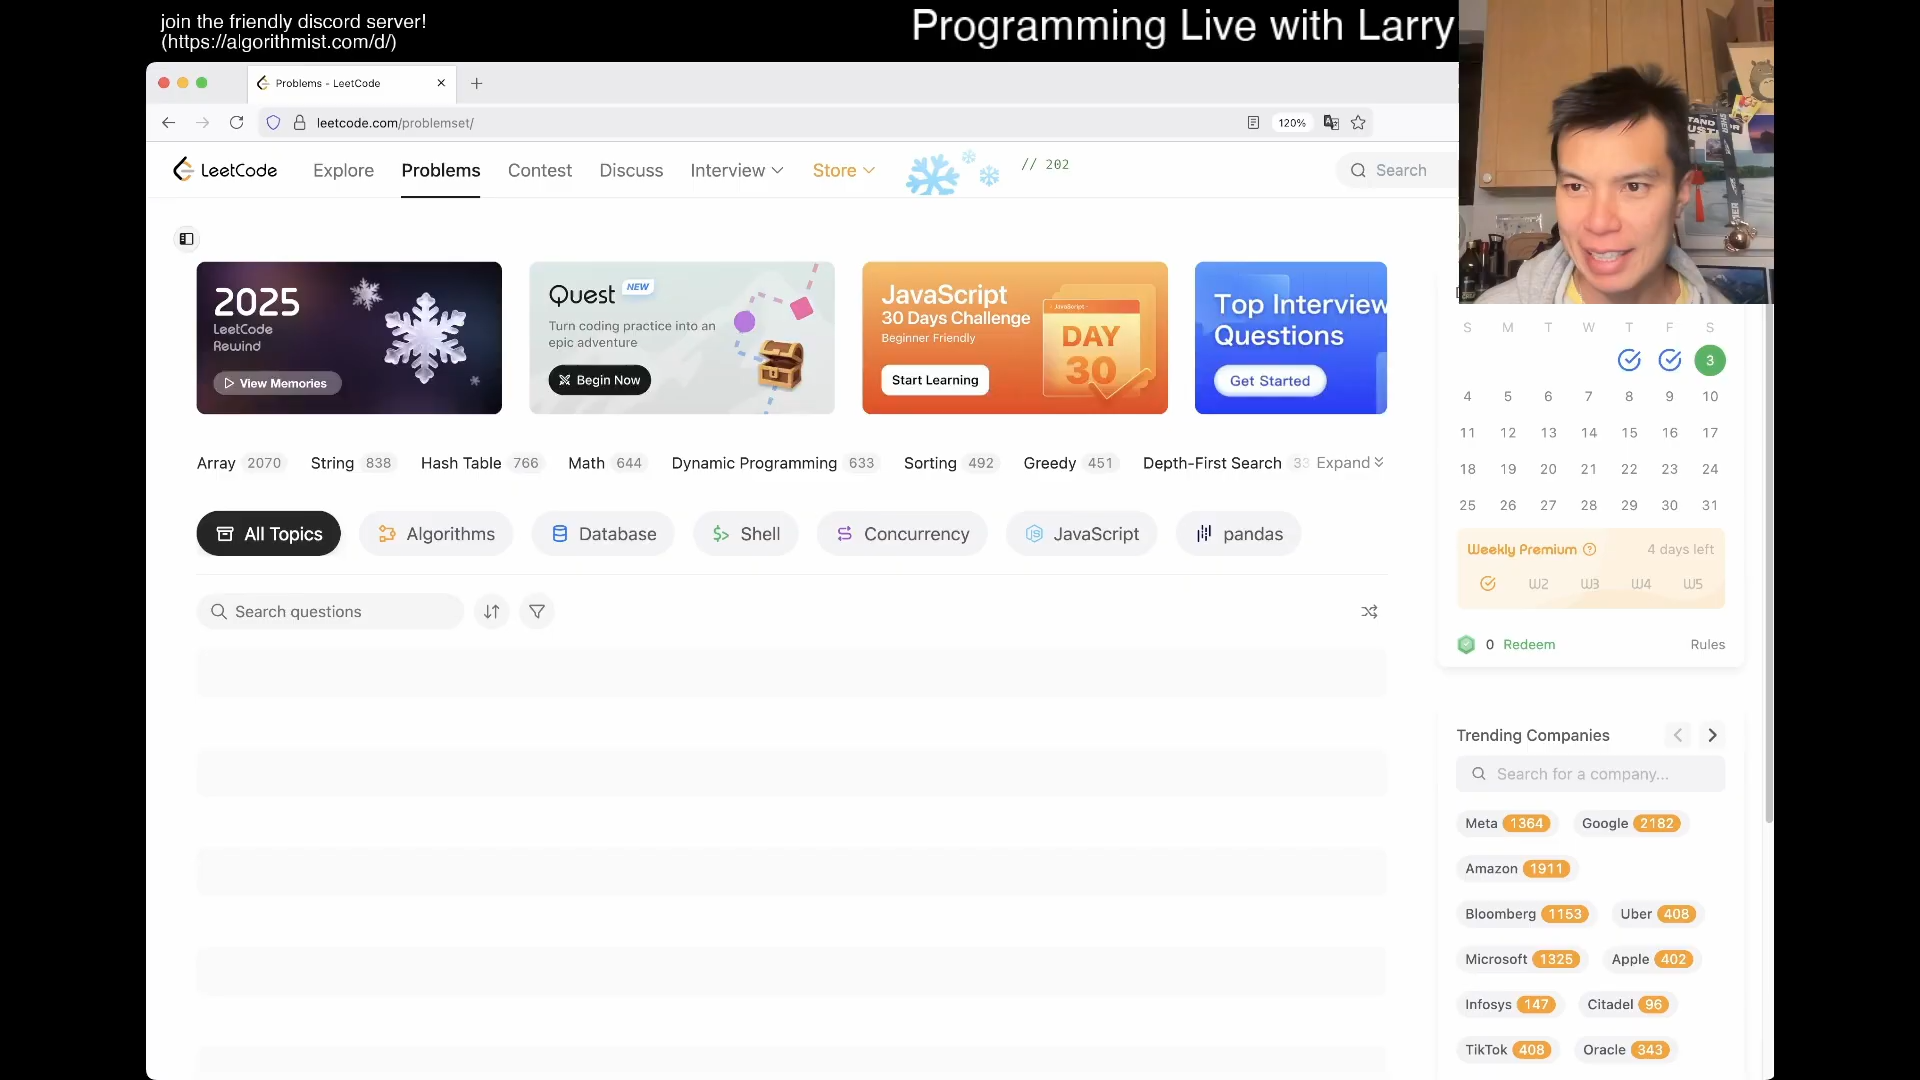 join the friendly discord server!
(https://algorithmist.com/d/)
Programming Live with Larry
Problems - LeetCode
leetcode.com/problemset/
120%
LeetCode
Explore
Problems
Contest
Discuss
Interview
Store
// 202
Search
2025
LeetCode
Rewind
View Memories
Quest NEW
Turn coding practice into an
epic adventure
Begin Now
JavaScript
30 Days Challenge
Beginner Friendly
Start Learning
JavaScript
DAY
30
Top Interview
Questions
Get Started
S M T W T F S
3
4 5 6 7 8 9 10
11 12 13 14 15 16 17
18 19 20 21 22 23 24
25 26 27 28 29 30 31
Array 2070 String 838 Hash Table 766 Math 644 Dynamic Programming 633 Sorting 492 Greedy 451 Depth-First Search 33 Expand
All Topics
Algorithms
Database
Shell
Concurrency
JavaScript
pandas
Weekly Premium 4 days left
W2 W3 W4 W5
Search questions
0 Redeem Rules
Trending Companies
Search for a company...
Meta 1364 Google 2182
Amazon 1911
Bloomberg 1153 Uber 408
Microsoft 1325 Apple 402
Infosys 147 Citadel 96
TikTok 408 Oracle 343